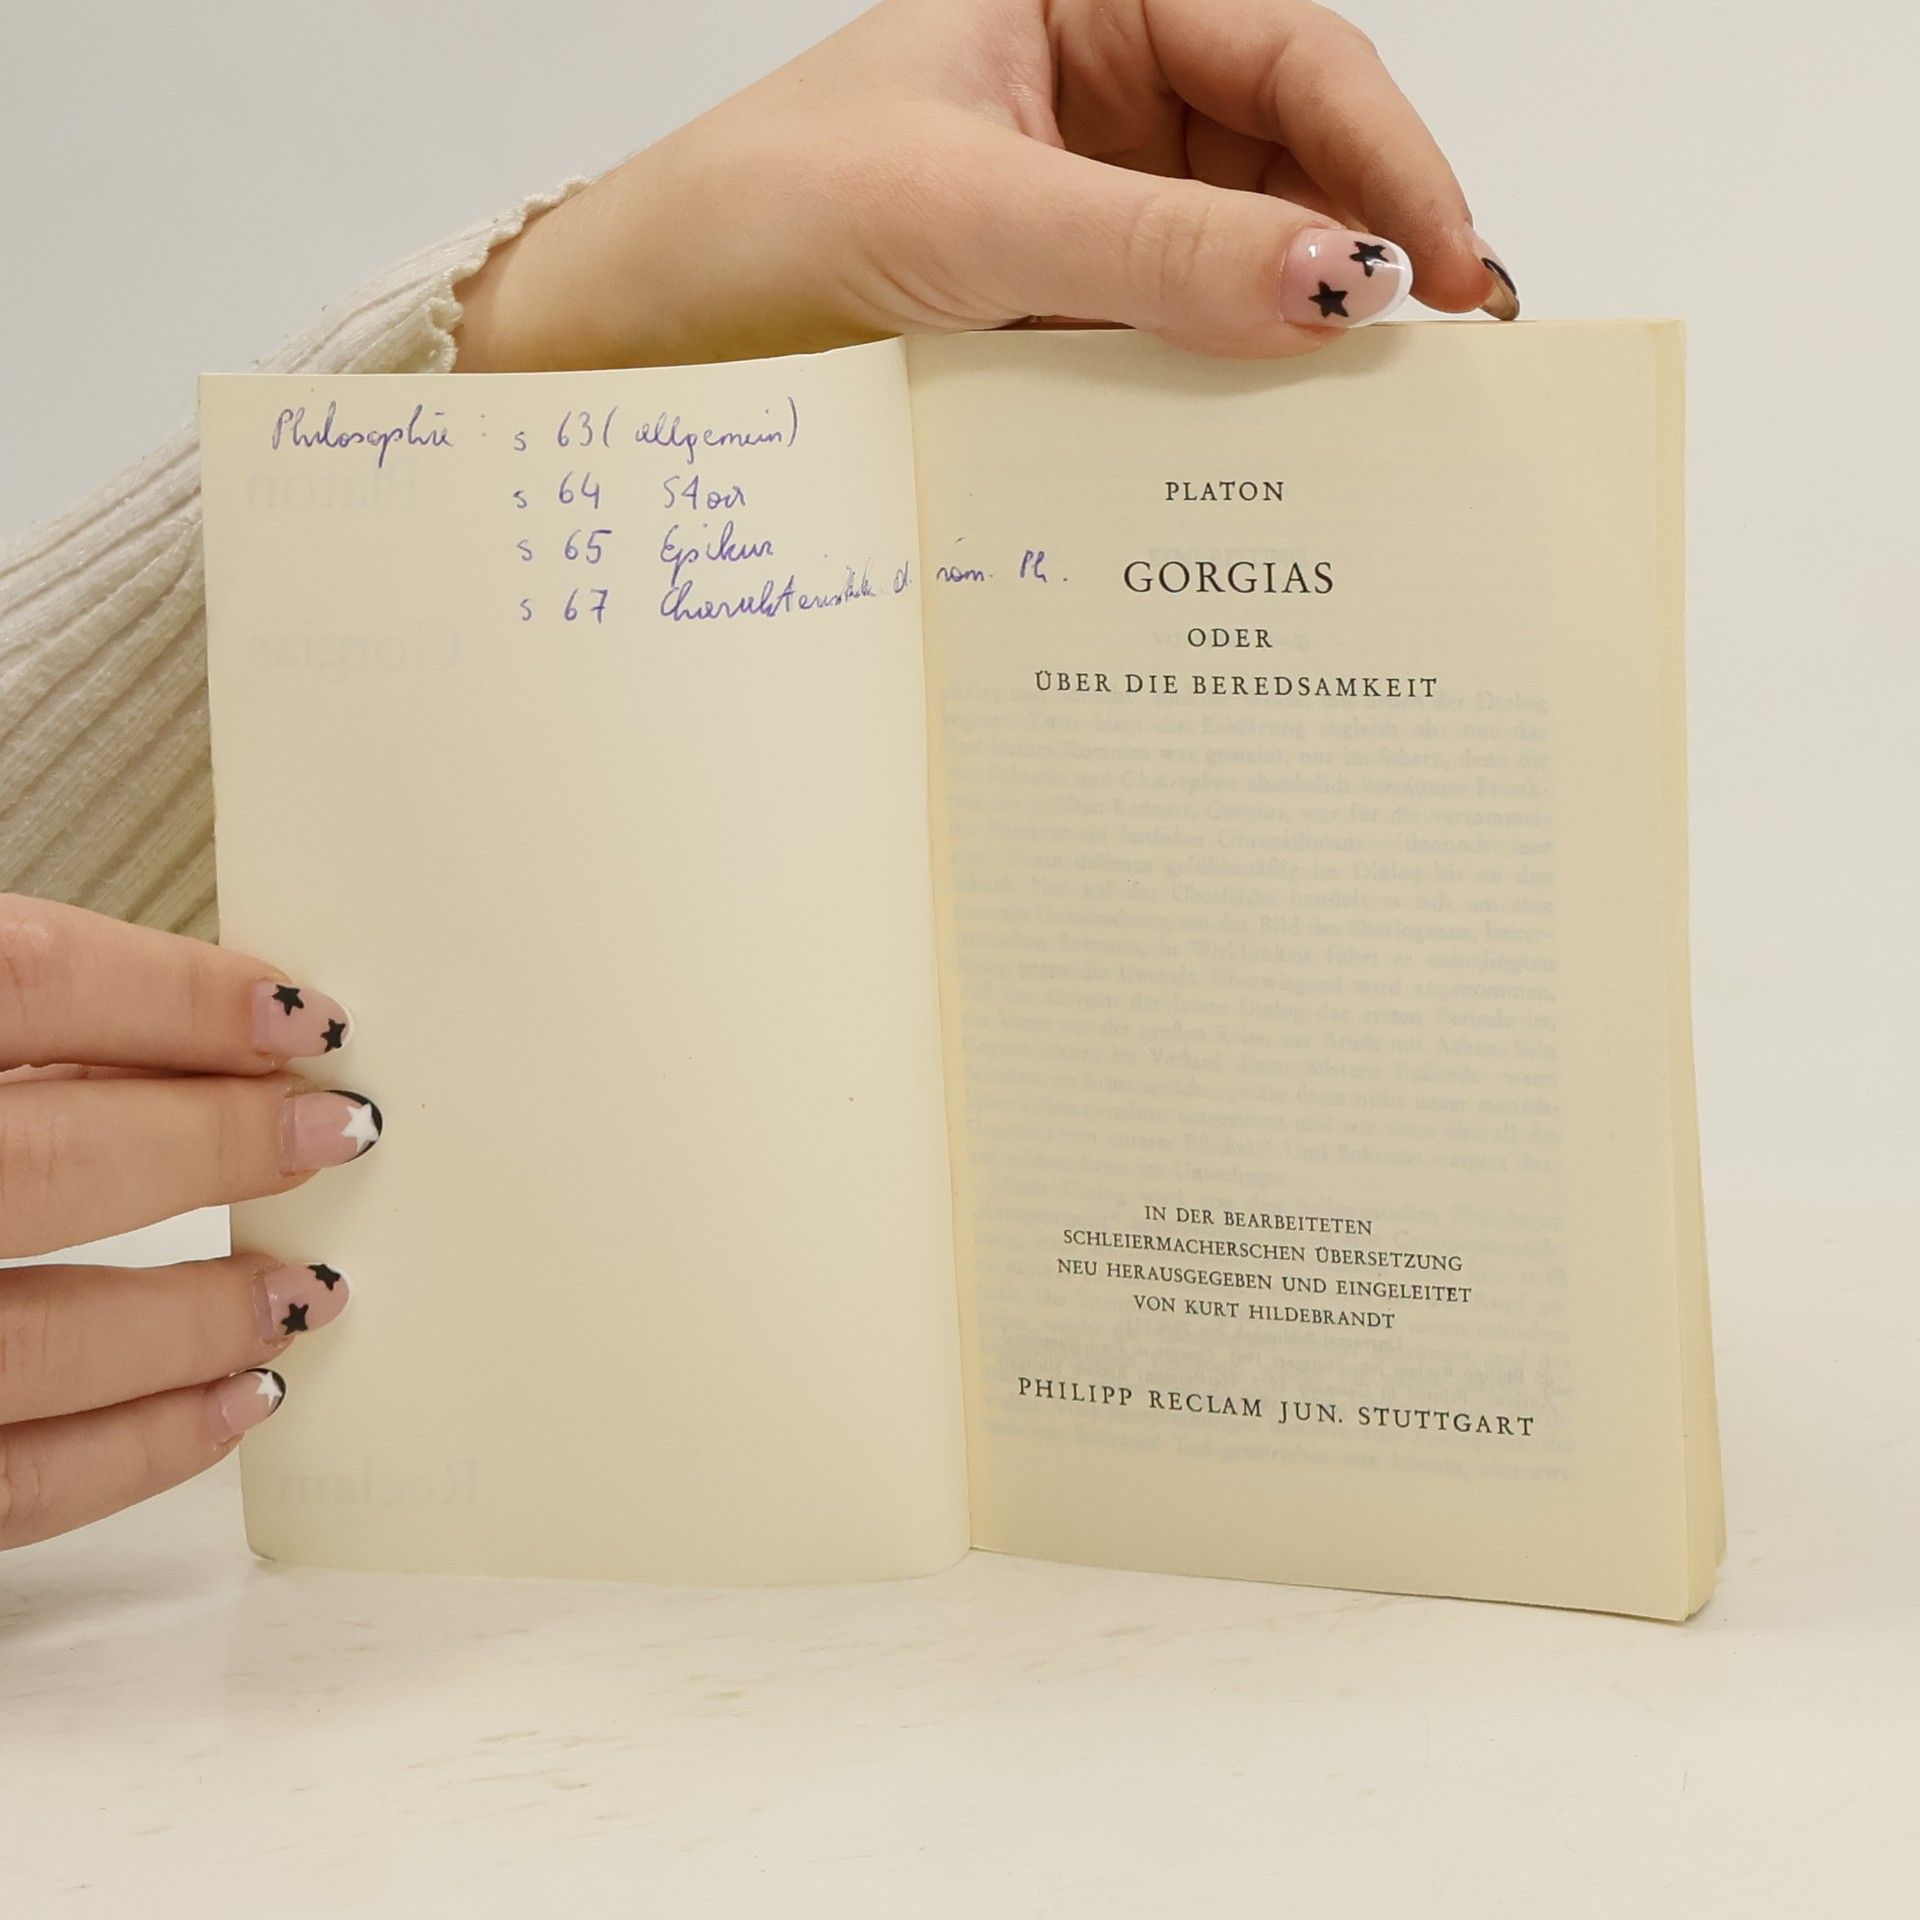 Philosophie : s 63 ( allgemein )
s 64 Stoa
s 65 Epikur
s 67 Charakteristika d. röm. Ph.
PLATON
GORGIAS
ODER
ÜBER DIE BEREDSAMKEIT
IN DER BEARBEITETEN
SCHLEIERMACHERSCHEN ÜBERSETZUNG
NEU HERAUSGEGEBEN UND EINGELEITET
VON KURT HILDEBRANDT
PHILIPP RECLAM JUN. STUTTGART